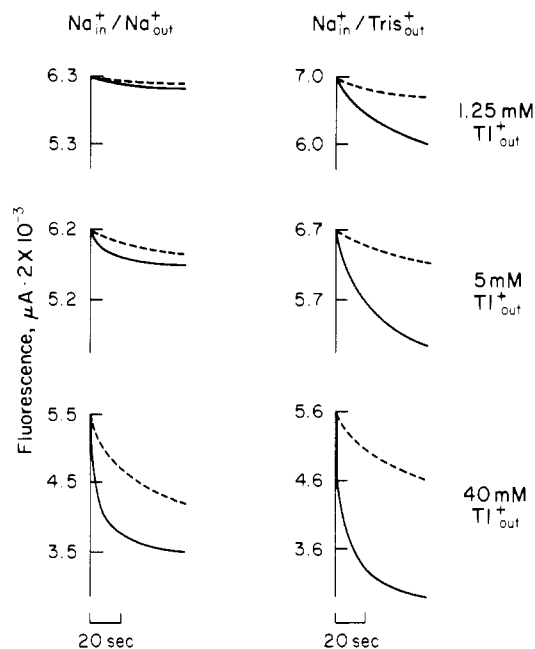 Na⁺in / Na⁺out
Na⁺in / Tris⁺out
Fluorescence, μA · 2 X 10⁻³
6.3
5.3
7.0
6.0
1.25 mM
Tl⁺out
6.2
5.2
6.7
5.7
5 mM
Tl⁺out
5.5
4.5
3.5
5.6
4.6
3.6
40 mM
Tl⁺out
20 sec
20 sec